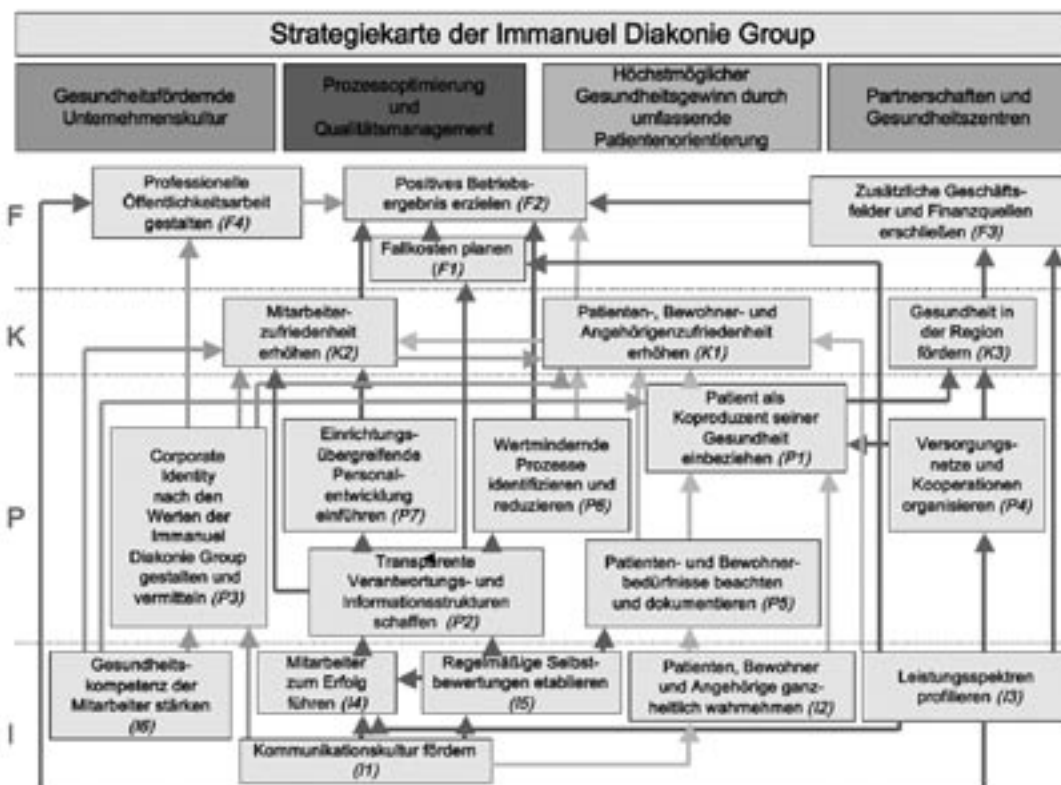 Strategiekarte der Immanuel Diakonie Group
Gesundheitsfördernde
Unternehmenskultur
Prozessoptimierung
und
Qualitätsmanagement
Höchstmöglicher
Gesundheitsgewinn durch
umfassende
Patientenorientierung
Partnerschaften und
Gesundheitszentren
F
Professionelle
Öffentlichkeitsarbeit
gestalten (F4)
Positives Betriebs-
ergebnis erzielen (F2)
Zusätzliche Geschäfts-
felder und Finanzquellen
erschließen (F3)
Fallkosten planen
(F1)
K
Mitarbeiter-
zufriedenheit
erhöhen (K2)
Patienten-, Bewohner- und
Angehörigenzufriedenheit
erhöhen (K1)
Gesundheit in
der Region
fördern (K3)
P
Corporate
Identity
nach den
Werten der
Immanuel
Diakonie Group
gestalten und
vermitteln (P3)
Einrichtungs-
übergreifende
Personal-
entwicklung
einführen (P7)
Wertmindernde
Prozesse
identifizieren und
reduzieren (P6)
Patient als
Koproduzent seiner
Gesundheit
einbeziehen (P1)
Versorgungs-
netze und
Kooperationen
organisieren (P4)
Transparente
Verantwortungs- und
Informationsstrukturen
schaffen (P2)
Patienten- und Bewohner-
bedürfnisse beachten
und dokumentieren (P5)
I
Gesundheits-
kompetenz der
Mitarbeiter stärken
(I6)
Mitarbeiter
zum Erfolg
führen (I4)
Regelmäßige Selbst-
bewertungen etablieren
(I5)
Patienten, Bewohner
und Angehörige ganz-
heitlich wahrnehmen (I2)
Leistungsspektren
profilieren (I3)
Kommunikationskultur fördern
(I1)